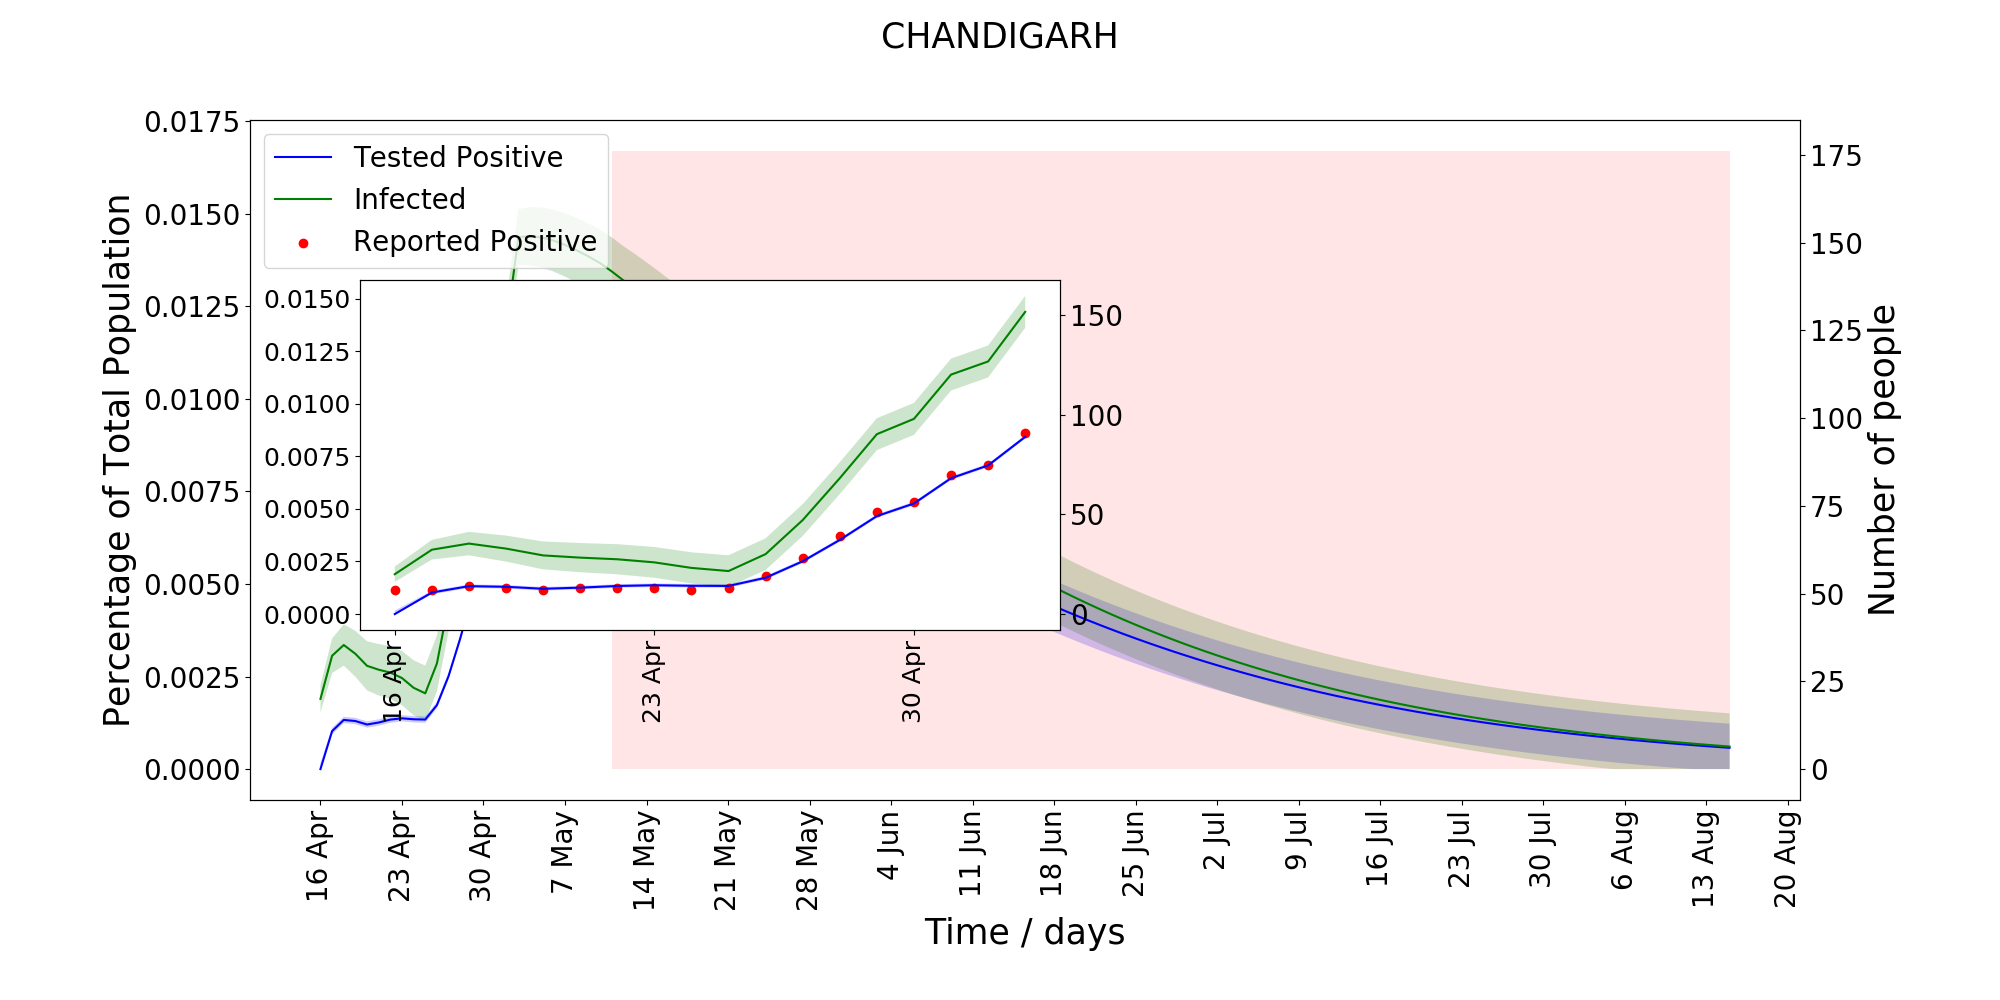 CHANDIGARH
Tested Positive
Infected
Reported Positive
Percentage of Total Population
0.0175
0.0150
0.0125
0.0100
0.0075
0.0050
0.0025
0.0000
175
150
125
100
75
50
25
0
Number of people
0.0150
0.0125
0.0100
0.0075
0.0050
0.0025
0.0000
150
100
50
0
16 Apr
23 Apr
30 Apr
16 Apr
23 Apr
30 Apr
7 May
14 May
21 May
28 May
4 Jun
11 Jun
18 Jun
25 Jun
2 Jul
9 Jul
16 Jul
23 Jul
30 Jul
6 Aug
13 Aug
20 Aug
Time / days